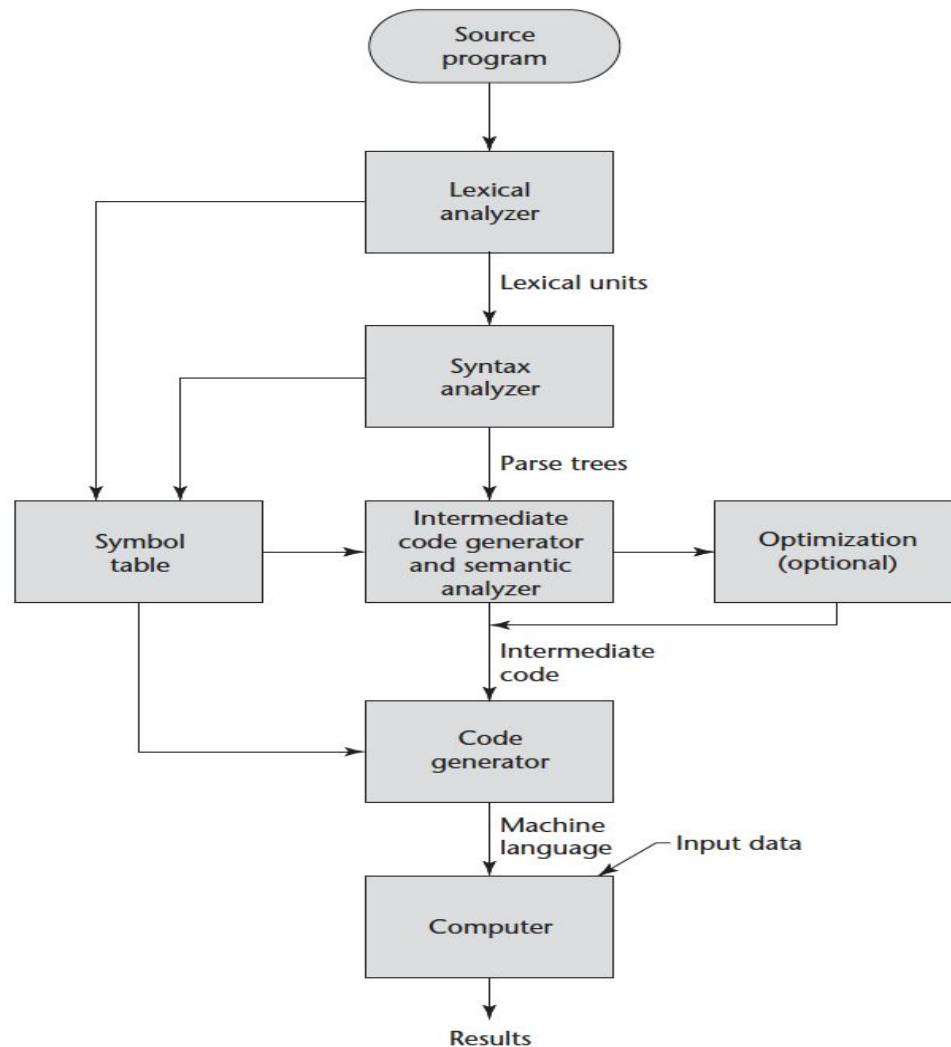 Source
program
Lexical
analyzer
Lexical units
Syntax
analyzer
Parse trees
Symbol
table
Intermediate
code generator
and semantic
analyzer
Optimization
(optional)
Intermediate
code
Code
generator
Machine
language
Input data
Computer
Results